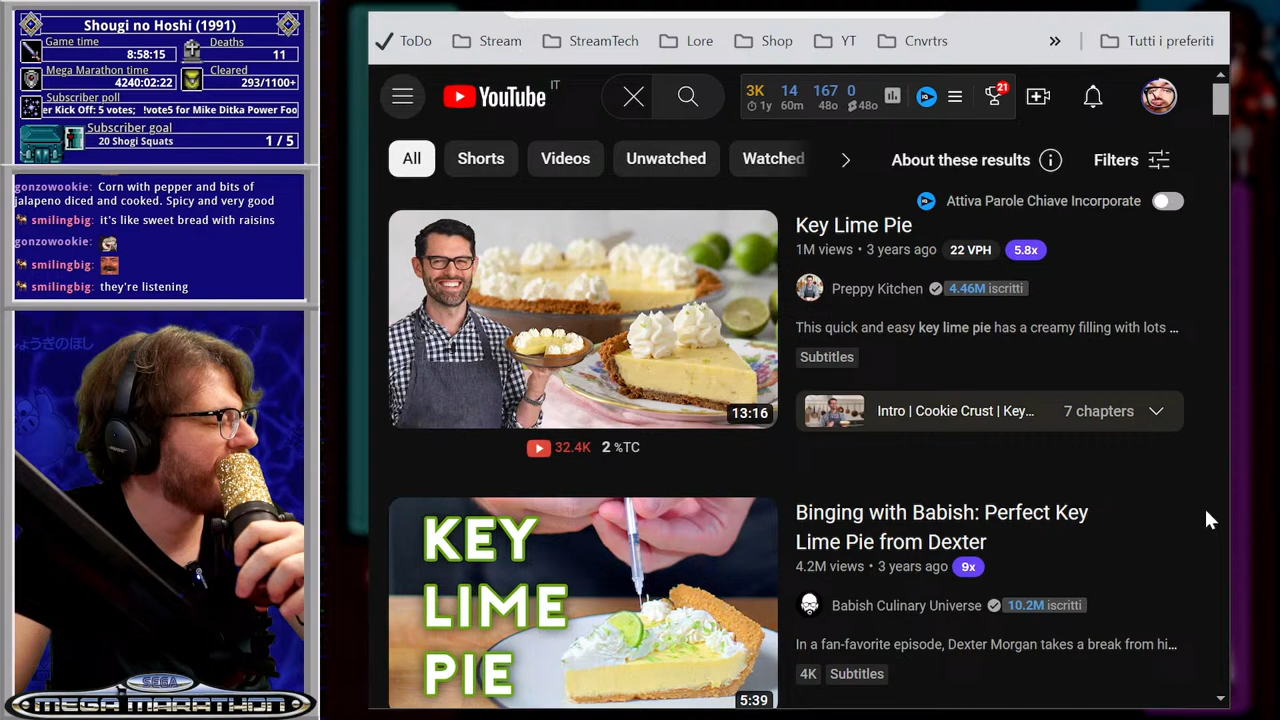 Shougi no Hoshi (1991)
Game time
8:58:15
Deaths
11
Mega Marathon time
4240:02:22
Cleared
293/1100+
Subscriber poll
er Kick Off: 5 votes; !vote5 for Mike Ditka Power Foo
Subscriber goal
20 Shogi Squats
1 / 5
gonzowookie: Corn with pepper and bits of
jalapeno diced and cooked. Spicy and very good
smilingbig: it's like sweet bread with raisins
gonzowookie:
smilingbig:
smilingbig: they're listening
しょうぎのほし
SEGA
MEGA MARATHON
ToDo
Stream
StreamTech
Lore
Shop
YT
Cnvrtrs
»
Tutti i preferiti
YouTube
IT
3K
14
167
0
1y
60m
48o
48o
21
All
Shorts
Videos
Unwatched
Watched
About these results
Filters
Attiva Parole Chiave Incorporate
13:16
32.4K 2 %TC
Key Lime Pie
1M views • 3 years ago 22 VPH 5.8x
Preppy Kitchen 4.46M iscritti
This quick and easy key lime pie has a creamy filling with lots ...
Subtitles
Intro | Cookie Crust | Key...
7 chapters
KEY
LIME
PIE
5:39
Binging with Babish: Perfect Key
Lime Pie from Dexter
4.2M views • 3 years ago 9x
Babish Culinary Universe 10.2M iscritti
In a fan-favorite episode, Dexter Morgan takes a break from hi...
4K
Subtitles